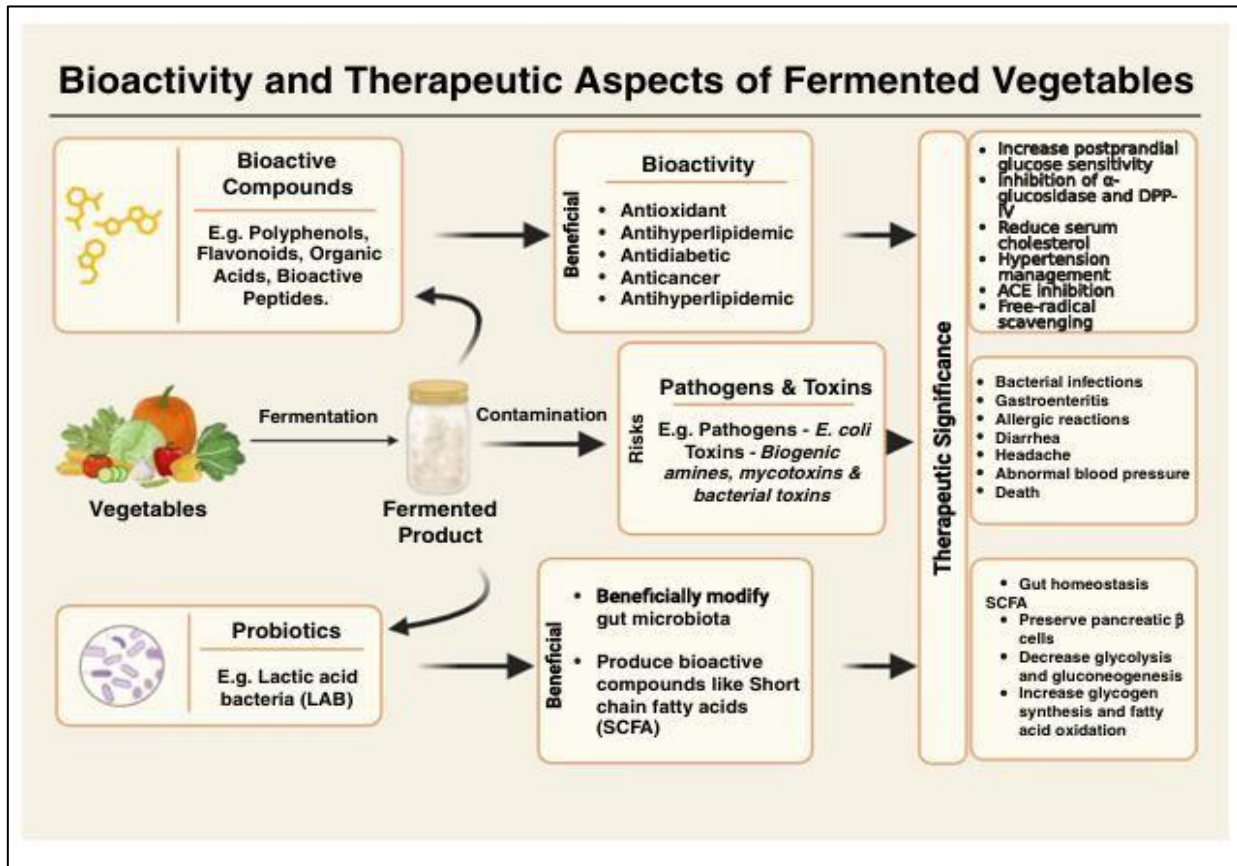 Bioactivity and Therapeutic Aspects of Fermented Vegetables
Bioactive
Compounds
E.g. Polyphenols,
Flavonoids, Organic
Acids, Bioactive
Peptides.
Beneficial
Bioactivity
• Antioxidant
• Antihyperlipidemic
• Antidiabetic
• Anticancer
• Antihyperlipidemic
Therapeutic Significance
• Increase postprandial
glucose sensitivity
• Inhibition of α-
glucosidase and DPP-
IV
• Reduce serum
cholesterol
• Hypertension
management
• ACE inhibition
• Free-radical
scavenging
Vegetables
Fermentation
Fermented
Product
Contamination
Risks
Pathogens & Toxins
E.g. Pathogens - E. coli
Toxins - Biogenic
amines, mycotoxins &
bacterial toxins
• Bacterial infections
• Gastroenteritis
• Allergic reactions
• Diarrhea
• Headache
• Abnormal blood pressure
• Death
Probiotics
E.g. Lactic acid
bacteria (LAB)
Beneficial
• Beneficially modify
gut microbiota
• Produce bioactive
compounds like Short
chain fatty acids
(SCFA)
• Gut homeostasis
SCFA
• Preserve pancreatic β
cells
• Decrease glycolysis
and gluconeogenesis
• Increase glycogen
synthesis and fatty
acid oxidation